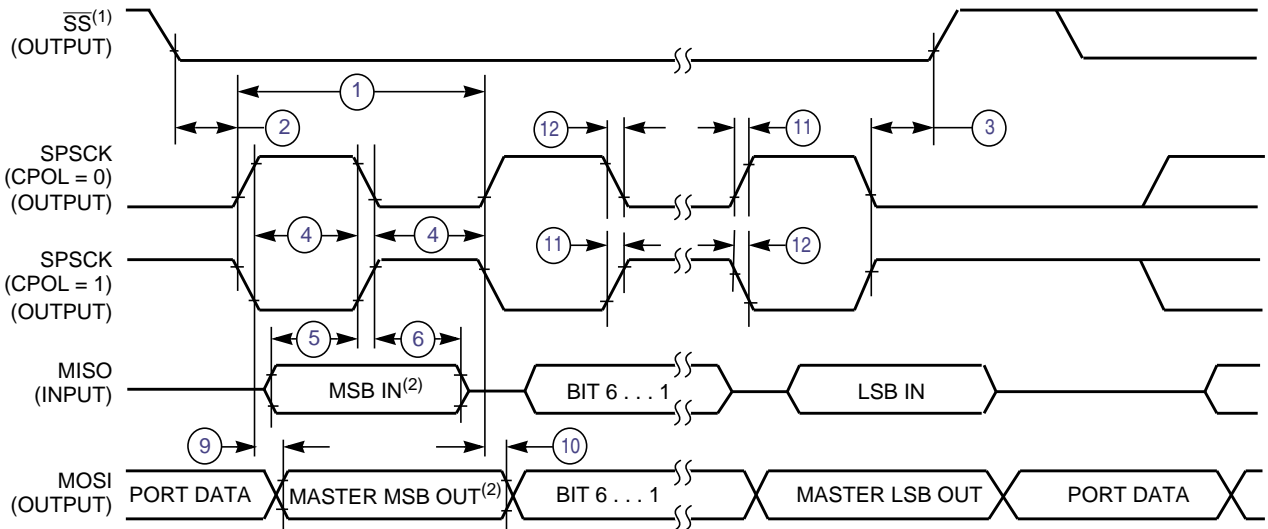 SS(1)
(OUTPUT)
1
2
12
11
3
SPSCK
(CPOL = 0)
(OUTPUT)
4
4
SPSCK
(CPOL = 1)
(OUTPUT)
11
12
5
6
MISO
(INPUT)
MSB IN(2)
BIT 6 . . . 1
LSB IN
9
10
MOSI
(OUTPUT)
PORT DATA
MASTER MSB OUT(2)
BIT 6 . . . 1
MASTER LSB OUT
PORT DATA